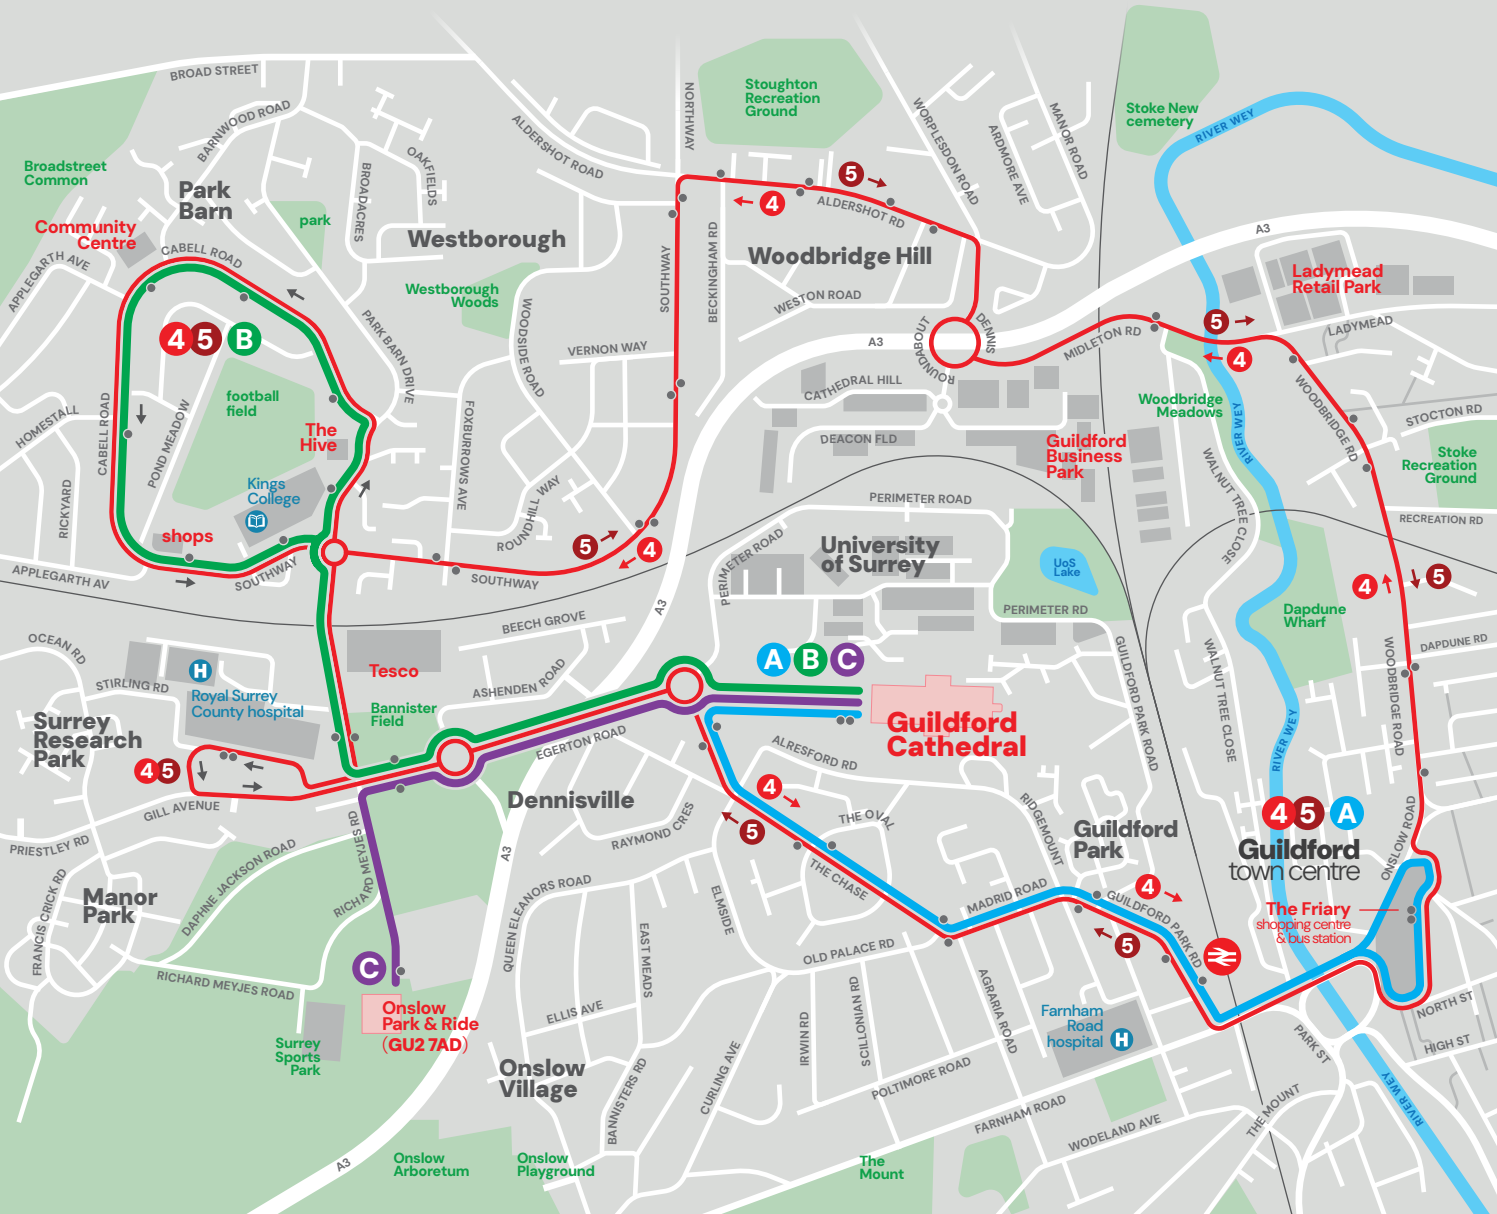 BROAD STREET
BARNWOOD ROAD
Broadstreet
Common
Park
Barn
Community
Centre
CABELL ROAD
APPLEGARTH AVE
park
BROADACRES
OAKFIELDS
ALDERSHOT ROAD
NORTHWAY
Stoughton
Recreation
Ground
WORPLESDON ROAD
ARDMORE AVE
MANOR ROAD
Stoke New
cemetery
RIVER WEY
Westborough
Westborough
Woods
WOODSIDE ROAD
SOUTHWAY
BECKINGHAM RD
5
4
ALDERSHOT RD
Woodbridge Hill
WESTON ROAD
A3
Ladymead
Retail Park
LADYMEAD
5
4
MIDLETON RD
DENNIS
ROUNDABOUT
A3
4
5
B
PARK BARN DRIVE
VERNON WAY
CATHEDRAL HILL
DEACON FLD
Guildford
Business
Park
Woodbridge
Meadows
RIVER WEY
WOODBRIDGE RD
STOCTON RD
Stoke
Recreation
Ground
RECREATION RD
football
field
The
Hive
Kings
College
shops
HOMESTALL
CABELL ROAD
POND MEADOW
RICKYARD
APPLEGARTH AV
SOUTHWAY
FOXBURROWS AVE
ROUNDHILL WAY
5
4
SOUTHWAY
A3
PERIMETER ROAD
PERIMETER ROAD
University
of Surrey
UoS
Lake
PERIMETER RD
WALNUT TREE CLOSE
4
5
Dapdune
Wharf
DAPDUNE RD
WOODBRIDGE ROAD
WALNUT TREE CLOSE
GUILDFORD PARK ROAD
RIVER WEY
OCEAN RD
STIRLING RD
H
Royal Surrey
County hospital
Tesco
BEECH GROVE
ASHENDEN ROAD
Bannister
Field
A
B
C
Guildford
Cathedral
Surrey
Research
Park
4
5
GILL AVENUE
EGERTON ROAD
Dennisville
ALRESFORD RD
4
5
THE OVAL
THE CHASE
RAYMOND CRES
RIDGEMOUNT
Guildford
Park
4
5
A
Guildford
town centre
ONSLOW ROAD
The Friary
shopping centre
& bus station
PRIESTLEY RD
FRANCIS CRICK RD
Manor
Park
DAPHNE JACKSON ROAD
RICHARD MEYJES RD
RICHARD MEYJES ROAD
A3
QUEEN ELEANORS ROAD
ELMSIDE
EAST MEADS
MADRID ROAD
4
GUILDFORD PARK RD
5
OLD PALACE RD
C
Onslow
Park & Ride
(GU2 7AD)
Surrey
Sports
Park
ELLIS AVE
Onslow
Village
BANNISTERS RD
CURLING AVE
IRWIN RD
SCILLONIAN RD
AGRARIA ROAD
Farnham
Road
hospital
H
POLTIMORE ROAD
FARNHAM ROAD
WODELAND AVE
THE MOUNT
PARK ST
NORTH ST
HIGH ST
RIVER WEY
A3
Onslow
Arboretum
Onslow
Playground
The
Mount